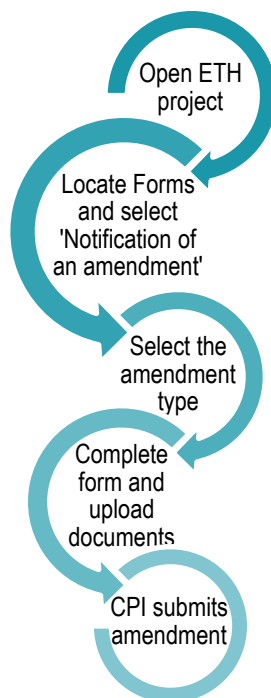 Open ETH
project
Locate Forms
and select
'Notification of
an amendment'
Select the
amendment
type
Complete
form and
upload
documents
CPI submits
amendment